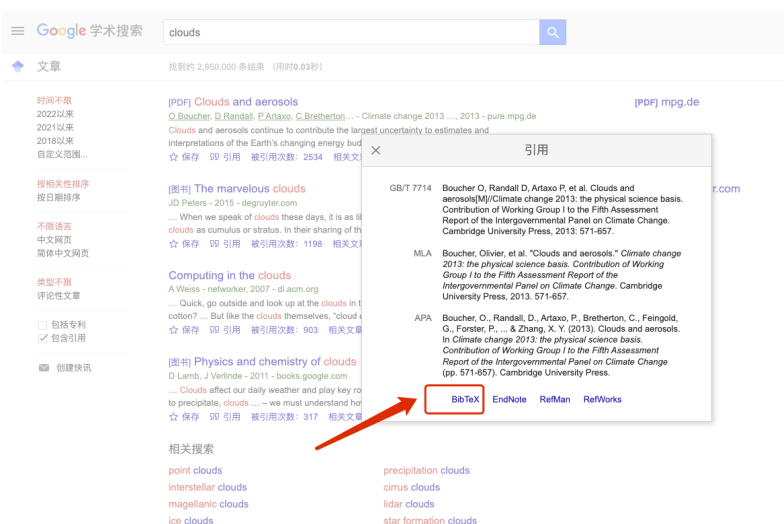 Google 学术搜索
clouds
文章
找到约 2,950,000 条结果 （用时0.03秒）
时间不限
2022以来
2021以来
2018以来
自定义范围...
按相关性排序
按日期排序
不限语言
中文网页
简体中文网页
类型不限
评论性文章
包括专利
包含引用
创建快讯
[PDF] Clouds and aerosols
O Boucher, D Randall, P Artaxo, C Bretherton... - Climate change 2013 ..., 2013 - pure.mpg.de
Clouds and aerosols continue to contribute the largest uncertainty to estimates and
interpretations of the Earth's changing energy bud
保存 引用 被引用次数：2534 相关文
[PDF] mpg.de
[图书] The marvelous clouds
JD Peters - 2015 - degruyter.com
... When we speak of clouds these days, it is as li
clouds as cumulus or stratus. In their sharing of th
保存 引用 被引用次数：1198 相关文
r.com
Computing in the clouds
A Weiss - networker, 2007 - dl.acm.org
... Quick, go outside and look up at the clouds in t
cotton? ... But like the clouds themselves, "cloud
保存 引用 被引用次数：903 相关文章
[图书] Physics and chemistry of clouds
D Lamb, J Verlinde - 2011 - books.google.com
... Clouds affect our daily weather and play key ro
to precipitate, clouds ... – we must understand ho
保存 引用 被引用次数：317 相关文章
相关搜索
point clouds
interstellar clouds
magellanic clouds
ice clouds
precipitation clouds
cirrus clouds
lidar clouds
star formation clouds
引用
GB/T 7714 Boucher O, Randall D, Artaxo P, et al. Clouds and
aerosols[M]//Climate change 2013: the physical science basis.
Contribution of Working Group I to the Fifth Assessment
Report of the Intergovernmental Panel on Climate Change.
Cambridge University Press, 2013: 571-657.
MLA Boucher, Olivier, et al. "Clouds and aerosols." Climate change
2013: the physical science basis. Contribution of Working
Group I to the Fifth Assessment Report of the
Intergovernmental Panel on Climate Change. Cambridge
University Press, 2013. 571-657.
APA Boucher, O., Randall, D., Artaxo, P., Bretherton, C., Feingold,
G., Forster, P., ... & Zhang, X. Y. (2013). Clouds and aerosols.
In Climate change 2013: the physical science basis.
Contribution of Working Group I to the Fifth Assessment
Report of the Intergovernmental Panel on Climate Change
(pp. 571-657). Cambridge University Press.
BibTeX EndNote RefMan RefWorks